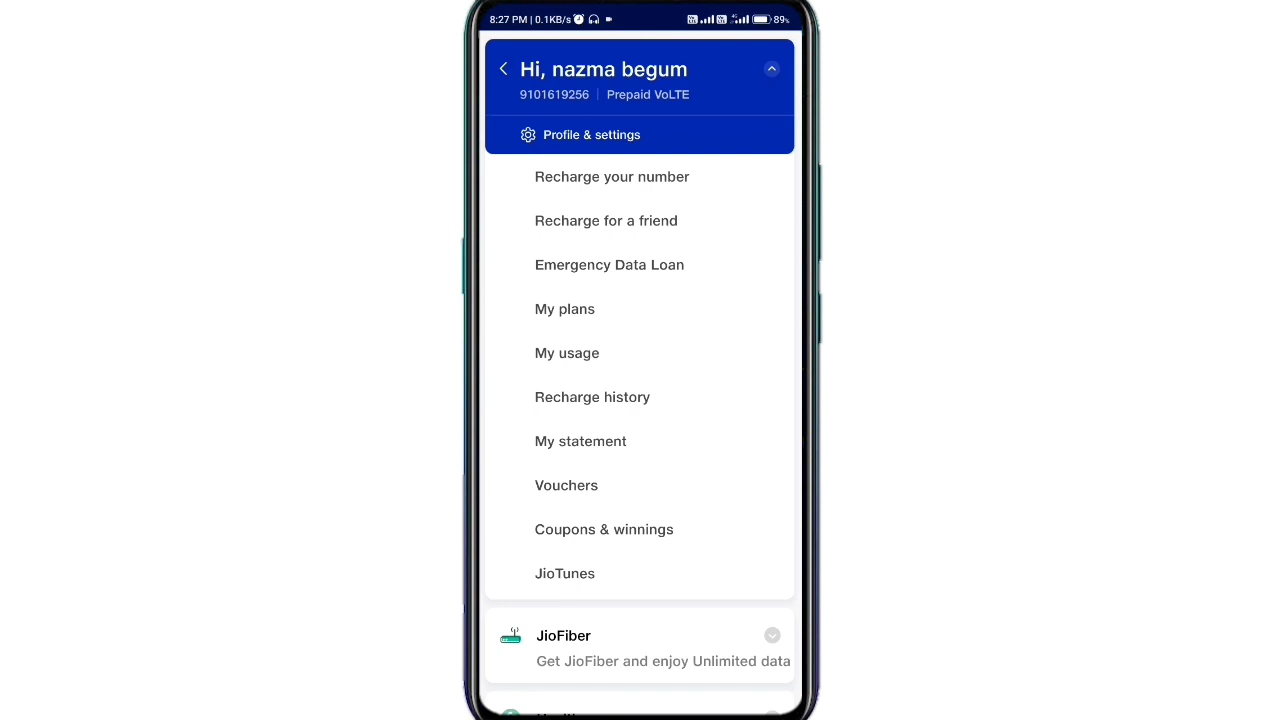 8:27 PM | 0.1KB/s 89%
Hi, nazma begum
9101619256 | Prepaid VoLTE
Profile & settings
Recharge your number
Recharge for a friend
Emergency Data Loan
My plans
My usage
Recharge history
My statement
Vouchers
Coupons & winnings
JioTunes
JioFiber
Get JioFiber and enjoy Unlimited data